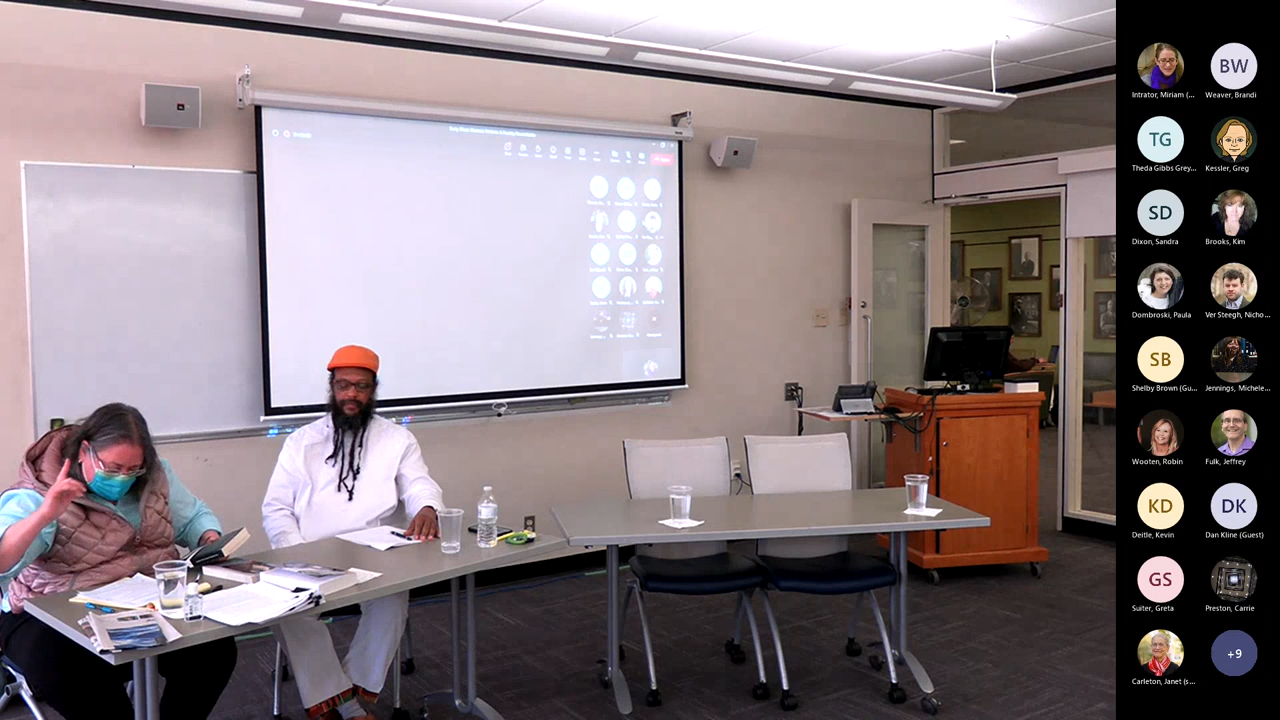 Intrator, Miriam (...
BW
Weaver, Brandi
TG
Theda Gibbs Grey...
Kessler, Greg
SD
Dixon, Sandra
Brooks, Kim
Dombroski, Paula
Ver Steegh, Nicho...
SB
Shelby Brown (Gu...
Jennings, Michele...
Wooten, Robin
Fulk, Jeffrey
KD
Deitle, Kevin
DK
Dan Kline (Guest)
GS
Suiter, Greta
Preston, Carrie
Carleton, Janet (s...
+9